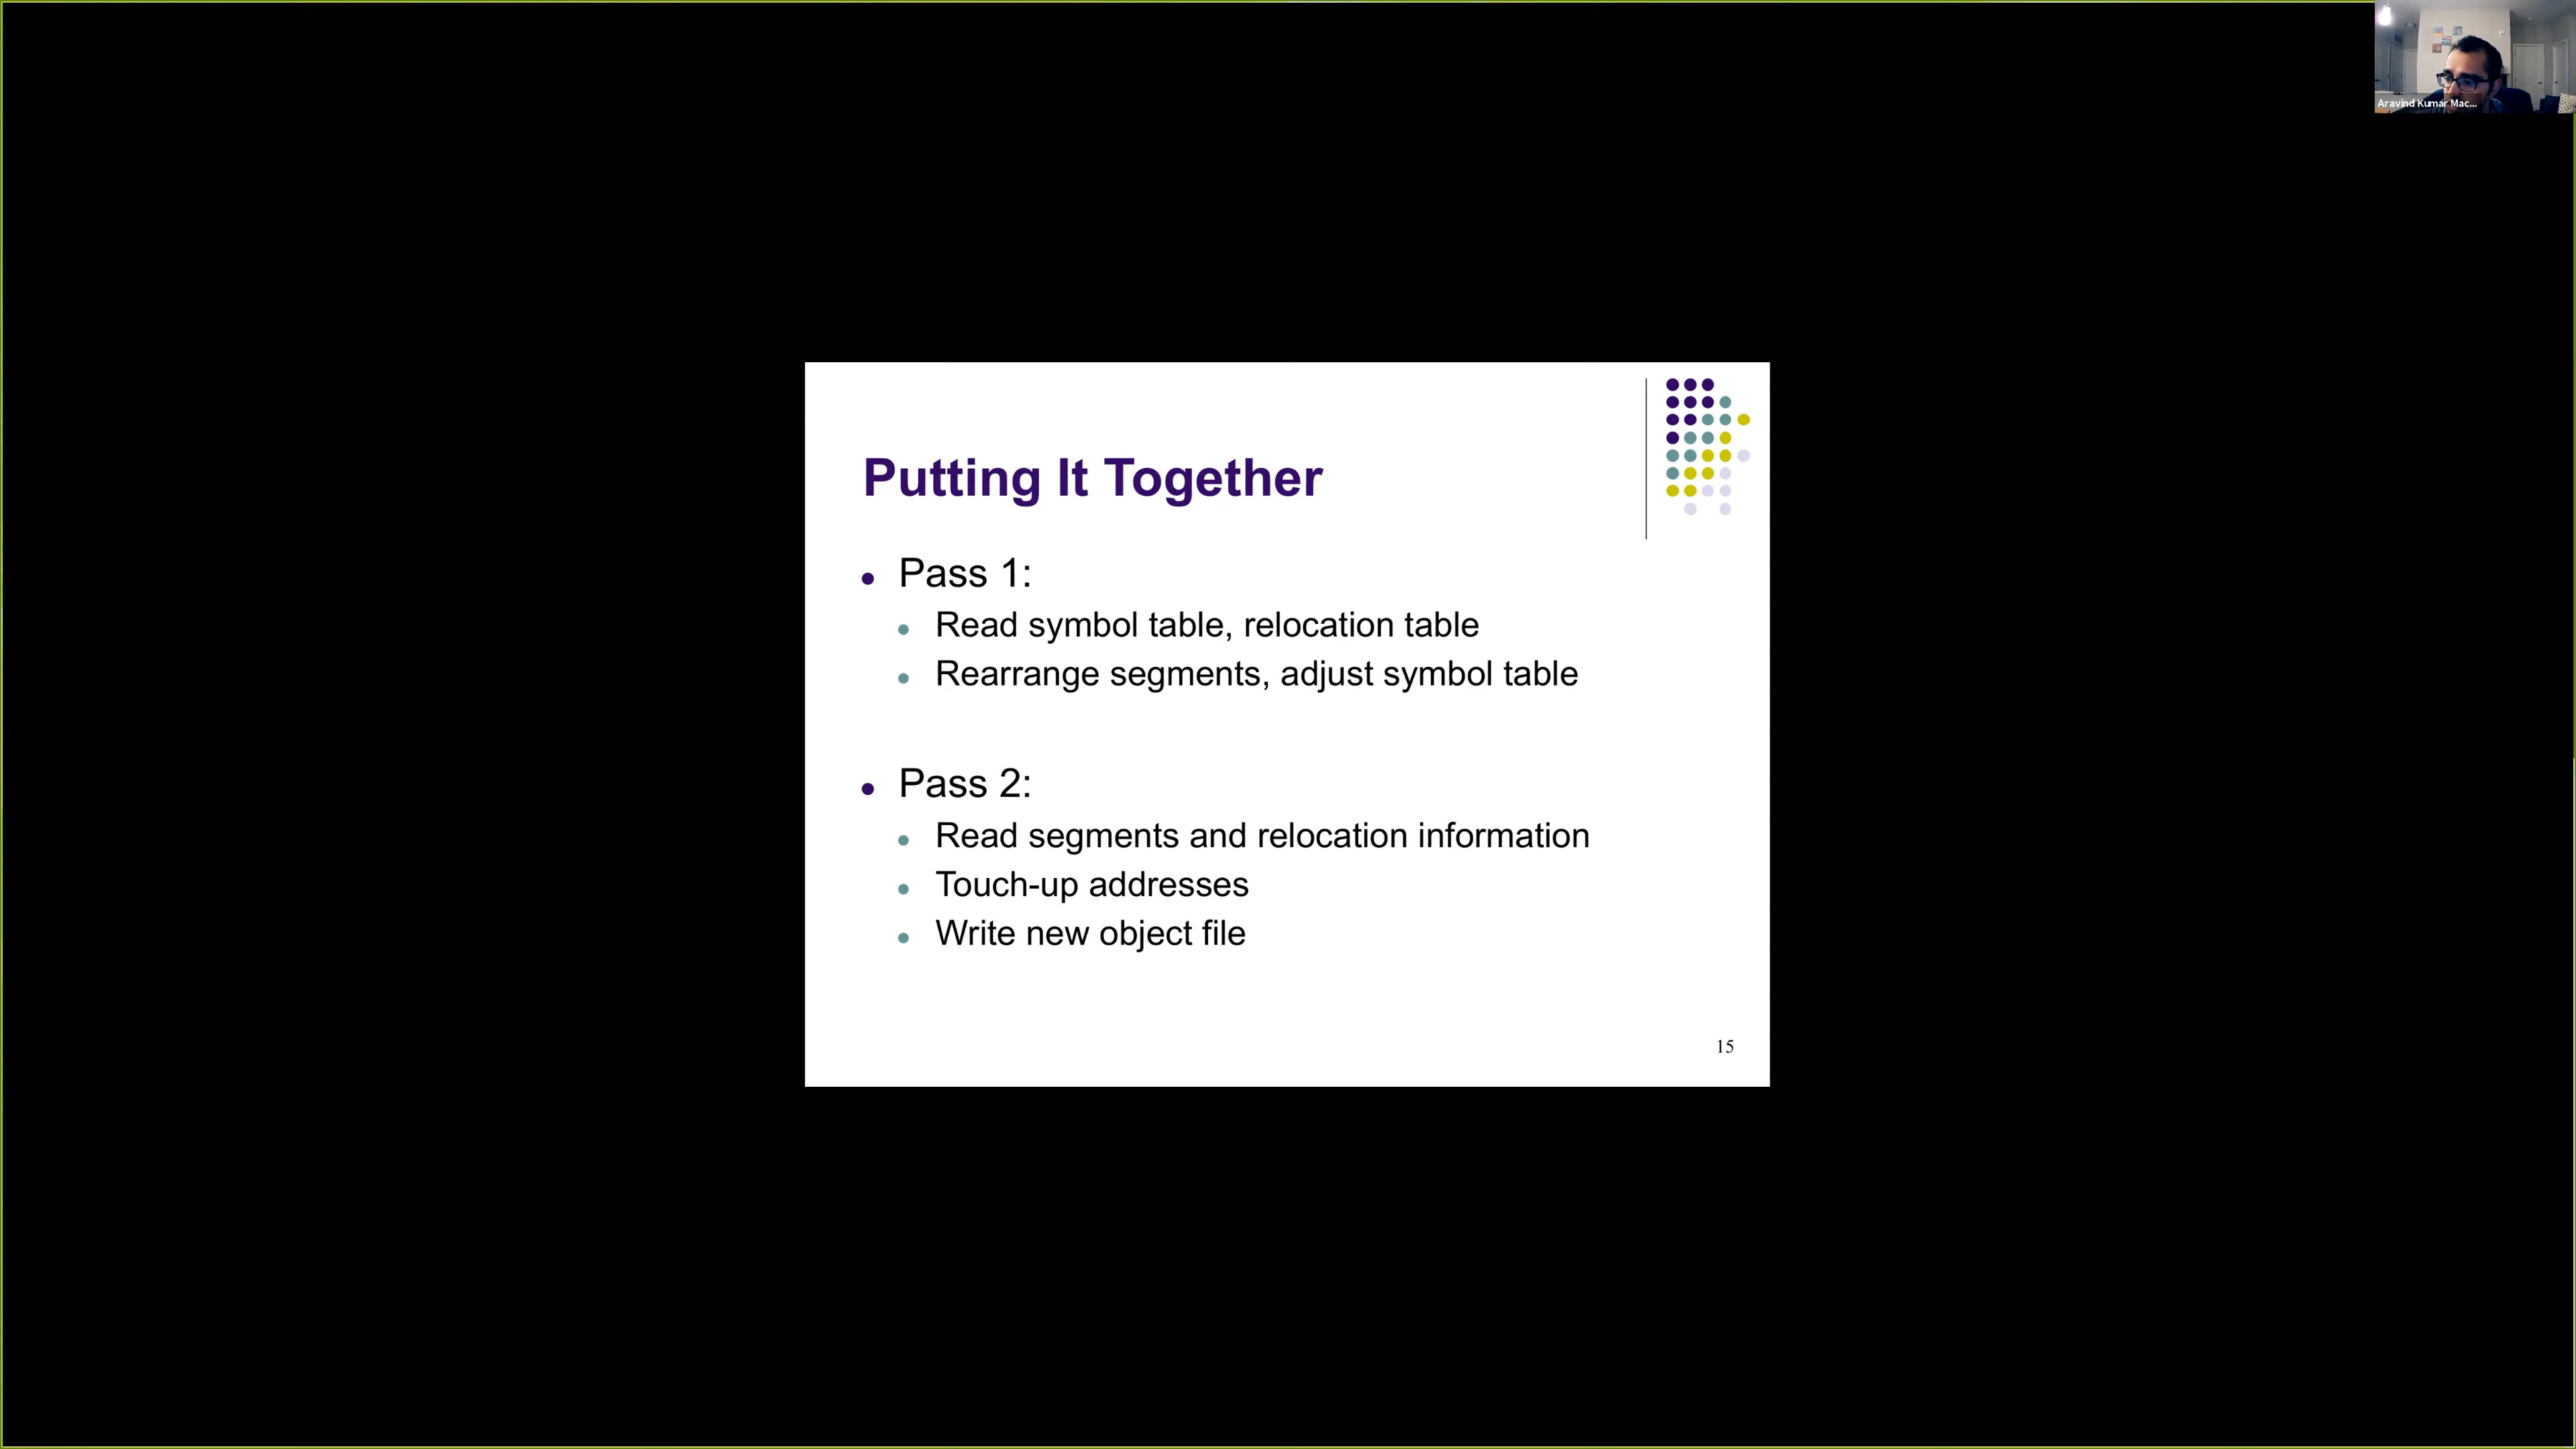 Aravind Kumar Mac...
Putting It Together
Pass 1:
Read symbol table, relocation table
Rearrange segments, adjust symbol table
Pass 2:
Read segments and relocation information
Touch-up addresses
Write new object file
15